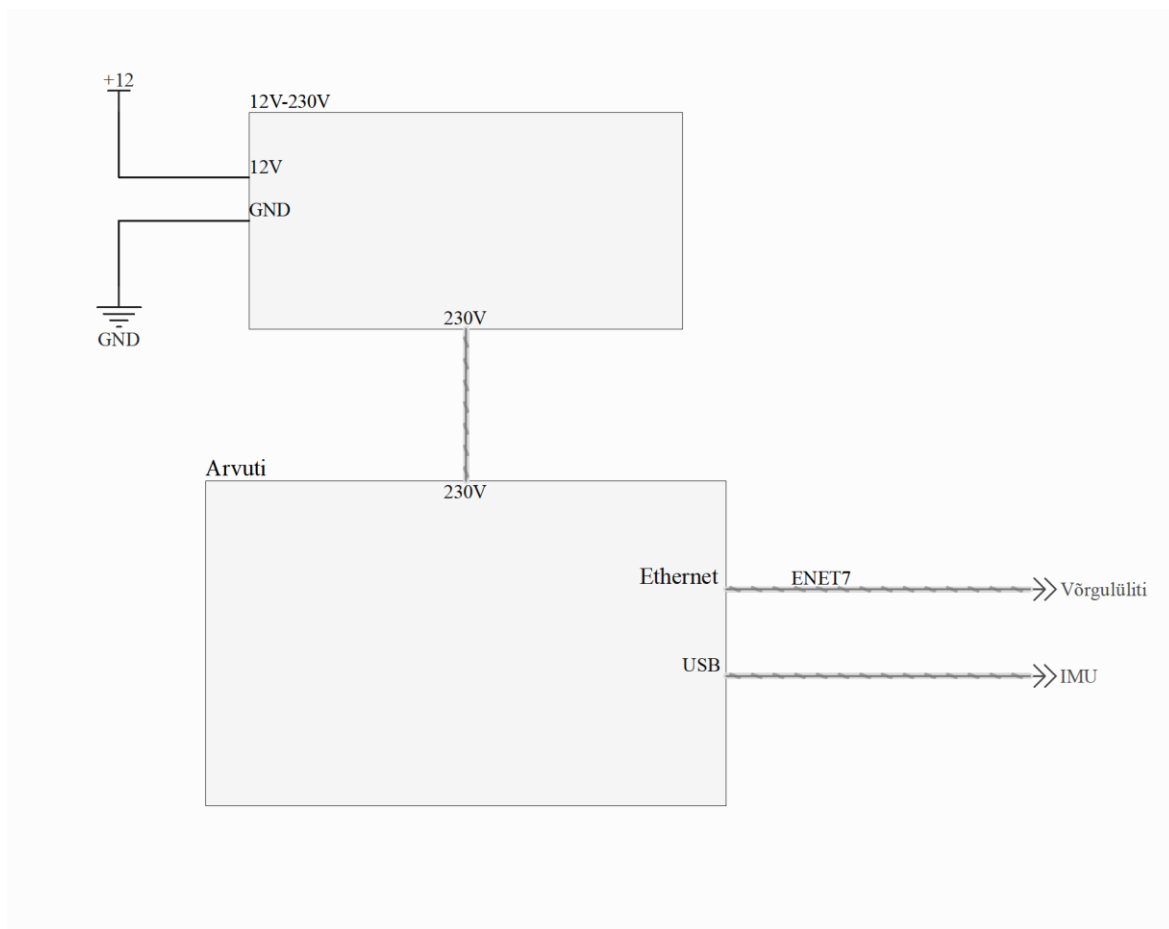 +12
12V-230V
12V
GND
GND
230V
Arvuti
230V
Ethernet
ENET7
Võrgulüliti
USB
IMU